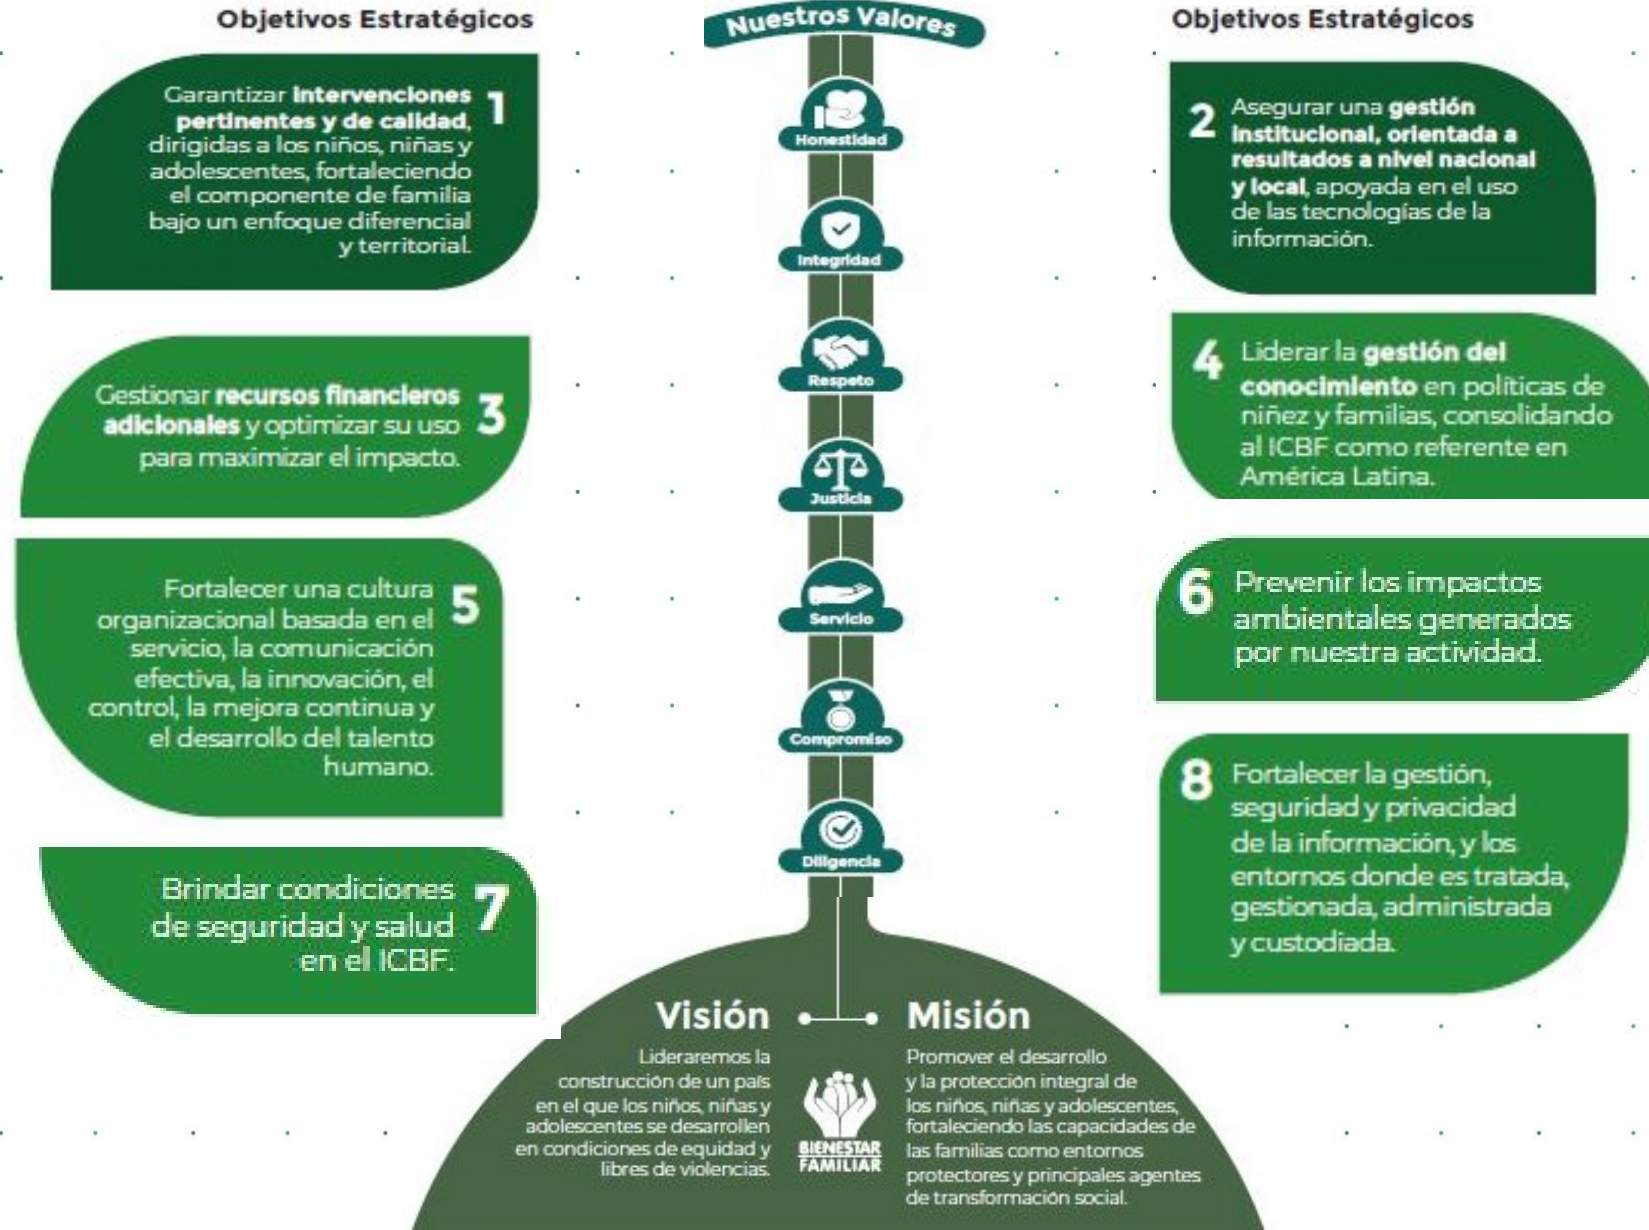 Objetivos Estratégicos
1
Garantizar intervenciones
pertinentes y de calidad,
dirigidas a los niños, niñas y
adolescentes, fortaleciendo
el componente de familia
bajo un enfoque diferencial
y territorial.
Gestionar recursos financieros
adicionales y optimizar su uso
para maximizar el impacto.
3
Fortalecer una cultura
organizacional basada en el
servicio, la comunicación
efectiva, la innovación, el
control, la mejora continua y
el desarrollo del talento
humano.
5
Brindar condiciones
de seguridad y salud
en el ICBF.
7
Nuestros Valores
Honestidad
Integridad
Respeto
Justicia
Servicio
Compromiso
Diligencia
Objetivos Estratégicos
2
Asegurar una gestión
institucional, orientada a
resultados a nivel nacional
y local, apoyada en el uso
de las tecnologías de la
información.
4
Liderar la gestión del
conocimiento en políticas de
niñez y familias, consolidando
al ICBF como referente en
América Latina.
6
Prevenir los impactos
ambientales generados
por nuestra actividad.
8
Fortalecer la gestión,
seguridad y privacidad
de la información, y los
entornos donde es tratada,
gestionada, administrada
y custodiada.
Visión
Lideraremos la
construcción de un país
en el que los niños, niñas y
adolescentes se desarrollen
en condiciones de equidad y
libres de violencias.
BIENESTAR
FAMILIAR
Misión
Promover el desarrollo
y la protección integral de
los niños, niñas y adolescentes,
fortaleciendo las capacidades de
las familias como entornos
protectores y principales agentes
de transformación social.